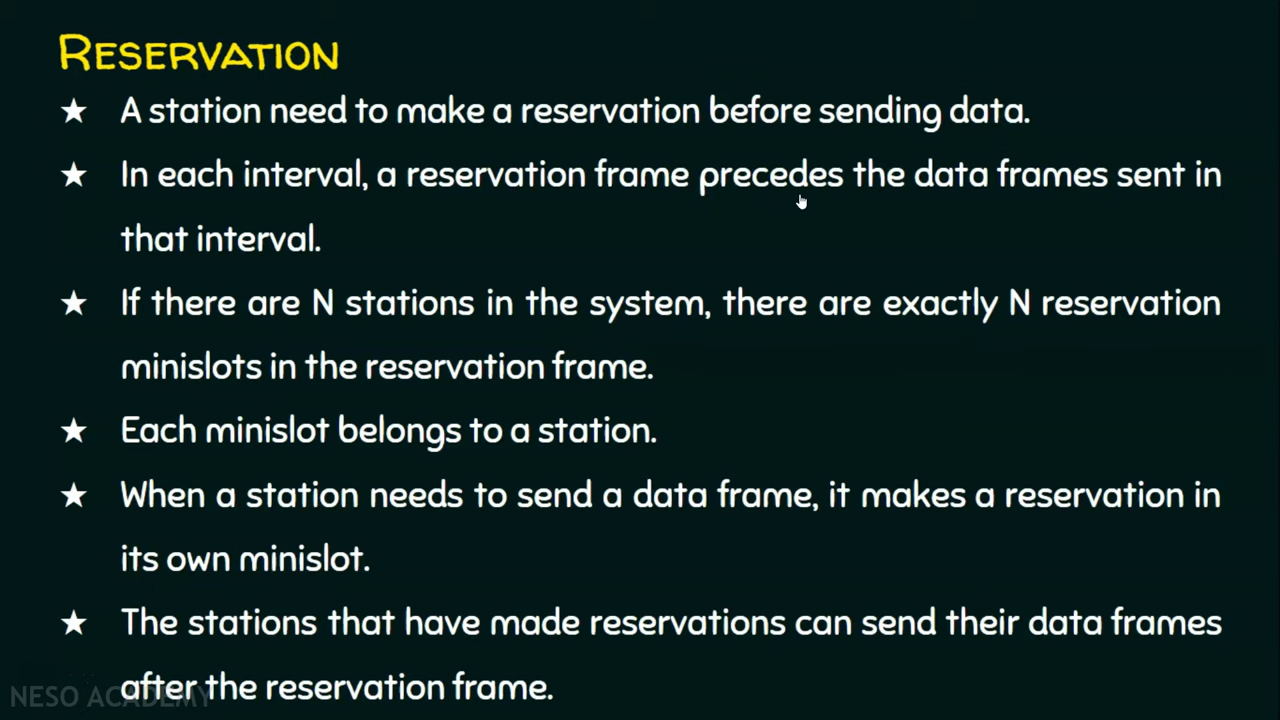 RESERVATION
★ A station need to make a reservation before sending data.
★ In each interval, a reservation frame precedes the data frames sent in
that interval.
★ If there are N stations in the system, there are exactly N reservation
minislots in the reservation frame.
★ Each minislot belongs to a station.
★ When a station needs to send a data frame, it makes a reservation in
its own minislot.
★ The stations that have made reservations can send their data frames
after the reservation frame.
NESO ACADEMY